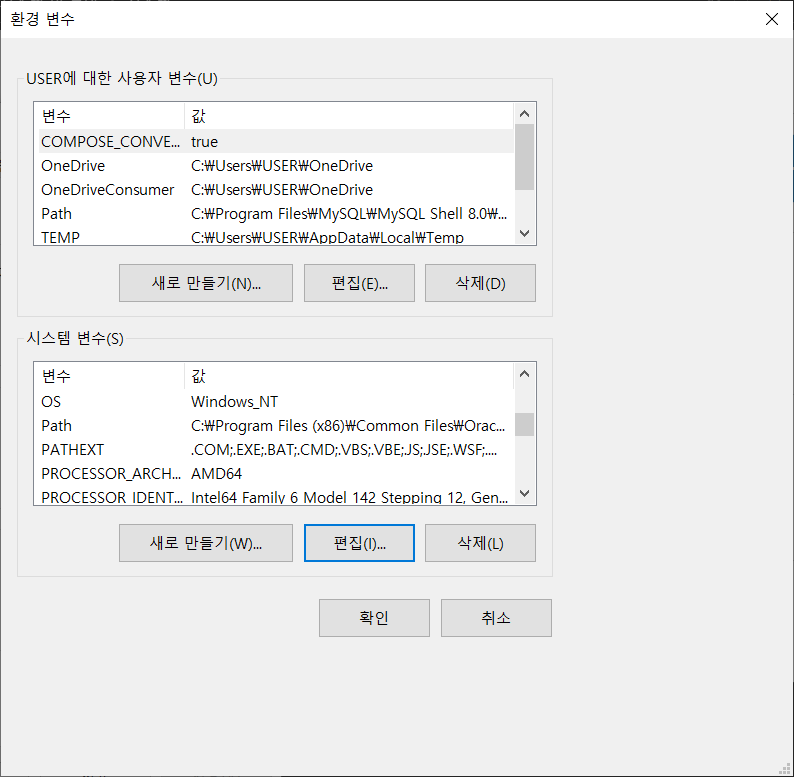 환경 변수
USER에 대한 사용자 변수(U)
변수 값
COMPOSE_CONVE... true
OneDrive C:₩Users₩USER₩OneDrive
OneDriveConsumer C:₩Users₩USER₩OneDrive
Path C:₩Program Files₩MySQL₩MySQL Shell 8.0₩...
TEMP C:₩Users₩USER₩AppData₩Local₩Temp
새로 만들기(N)... 편집(E)... 삭제(D)
시스템 변수(S)
변수 값
OS Windows_NT
Path C:₩Program Files (x86)₩Common Files₩Orac...
PATHEXT .COM;.EXE;.BAT;.CMD;.VBS;.VBE;.JS;.JSE;.WSF;....
PROCESSOR_ARCH... AMD64
PROCESSOR_IDENT... Intel64 Family 6 Model 142 Stepping 12, Gen...
새로 만들기(W)... 편집(I)... 삭제(L)
확인 취소